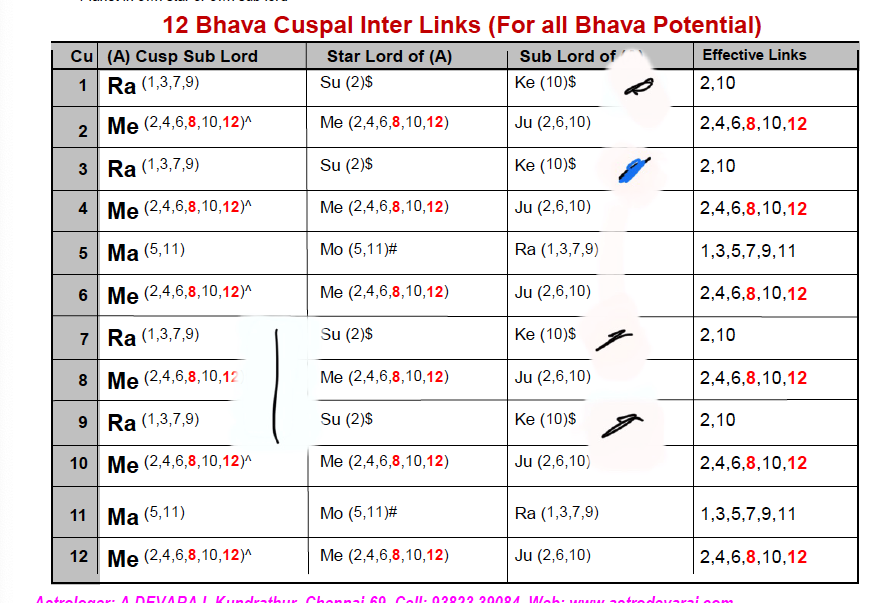 12 Bhava Cuspal Inter Links (For all Bhava Potential)
Cu (A) Cusp Sub Lord Star Lord of (A) Sub Lord of Effective Links
1 Ra (1,3,7,9) Su (2)$ Ke (10)$ 2,10
2 Me (2,4,6,8,10,12)^ Me (2,4,6,8,10,12) Ju (2,6,10) 2,4,6,8,10,12
3 Ra (1,3,7,9) Su (2)$ Ke (10)$ 2,10
4 Me (2,4,6,8,10,12)^ Me (2,4,6,8,10,12) Ju (2,6,10) 2,4,6,8,10,12
5 Ma (5,11) Mo (5,11)# Ra (1,3,7,9) 1,3,5,7,9,11
6 Me (2,4,6,8,10,12)^ Me (2,4,6,8,10,12) Ju (2,6,10) 2,4,6,8,10,12
7 Ra (1,3,7,9) Su (2)$ Ke (10)$ 2,10
8 Me (2,4,6,8,10,12 Me (2,4,6,8,10,12) Ju (2,6,10) 2,4,6,8,10,12
9 Ra (1,3,7,9) Su (2)$ Ke (10)$ 2,10
10 Me (2,4,6,8,10,12)^ Me (2,4,6,8,10,12) Ju (2,6,10) 2,4,6,8,10,12
11 Ma (5,11) Mo (5,11)# Ra (1,3,7,9) 1,3,5,7,9,11
12 Me (2,4,6,8,10,12)^ Me (2,4,6,8,10,12) Ju (2,6,10) 2,4,6,8,10,12
Astrologer: A.DEVARAJ, Kundrathur, Chennai-69. Cell: 93823 39084, Web: www.astrodevaraj.com